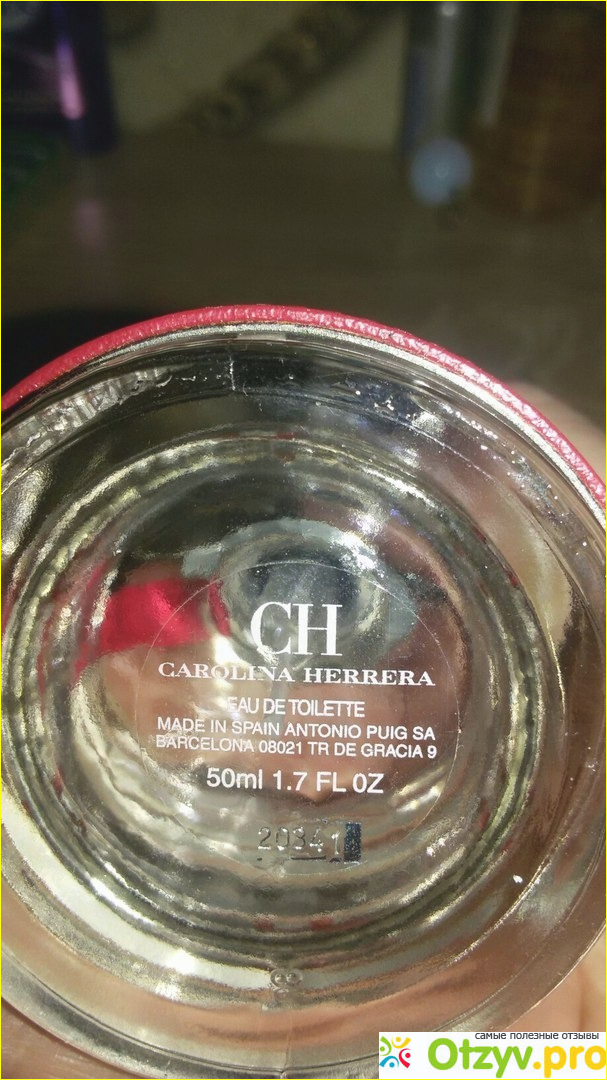 CH
CAROLINA HERRERA
EAU DE TOILETTE
MADE IN SPAIN ANTONIO PUIG SA
BARCELONA 08021 TR DE GRACIA 9
50ml 1.7 FL OZ
20341
самые полезные отзывы
Otzyv.pro